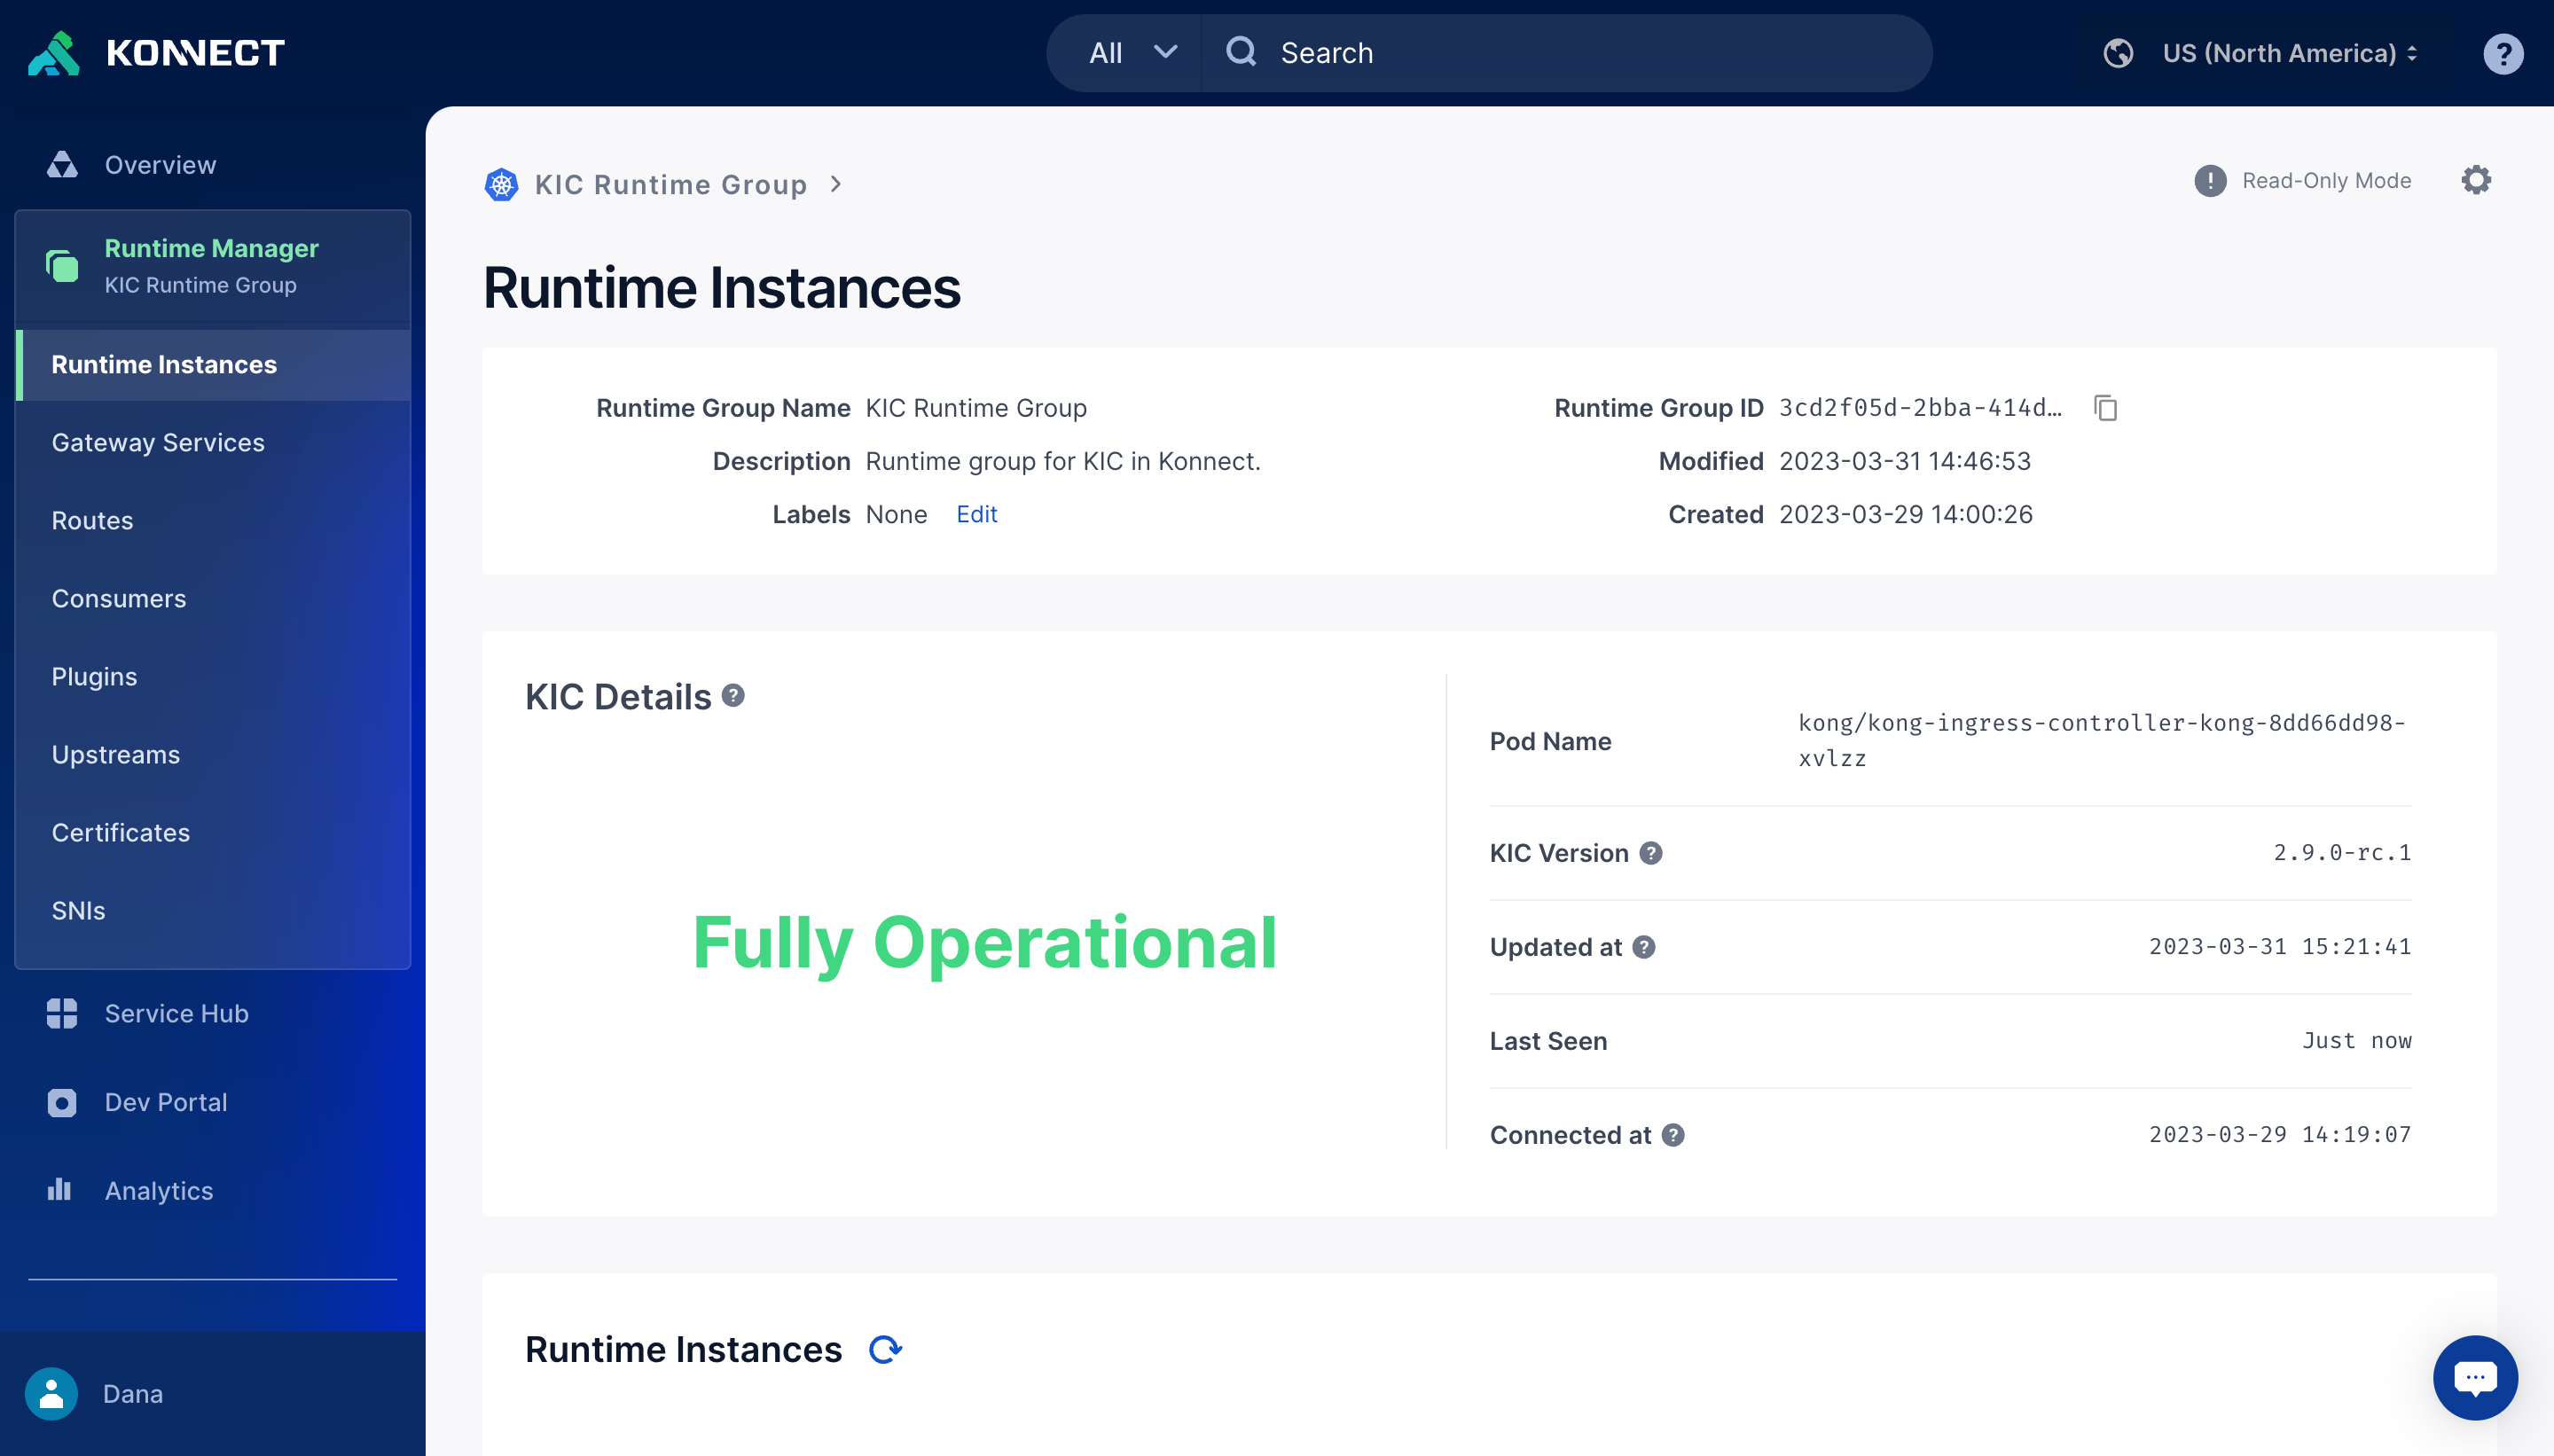 KONNECT
All
Search
US (North America)
?
Overview
Runtime Manager
KIC Runtime Group
Runtime Instances
Gateway Services
Routes
Consumers
Plugins
Upstreams
Certificates
SNIs
Service Hub
Dev Portal
Analytics
Dana
KIC Runtime Group >
! Read-Only Mode
Runtime Instances
Runtime Group Name KIC Runtime Group
Description Runtime group for KIC in Konnect.
Labels None Edit
Runtime Group ID 3cd2f05d-2bba-414d…
Modified 2023-03-31 14:46:53
Created 2023-03-29 14:00:26
KIC Details ?
Fully Operational
Pod Name kong/kong-ingress-controller-kong-8dd66dd98-
xvlzz
KIC Version ? 2.9.0-rc.1
Updated at ? 2023-03-31 15:21:41
Last Seen Just now
Connected at ? 2023-03-29 14:19:07
Runtime Instances